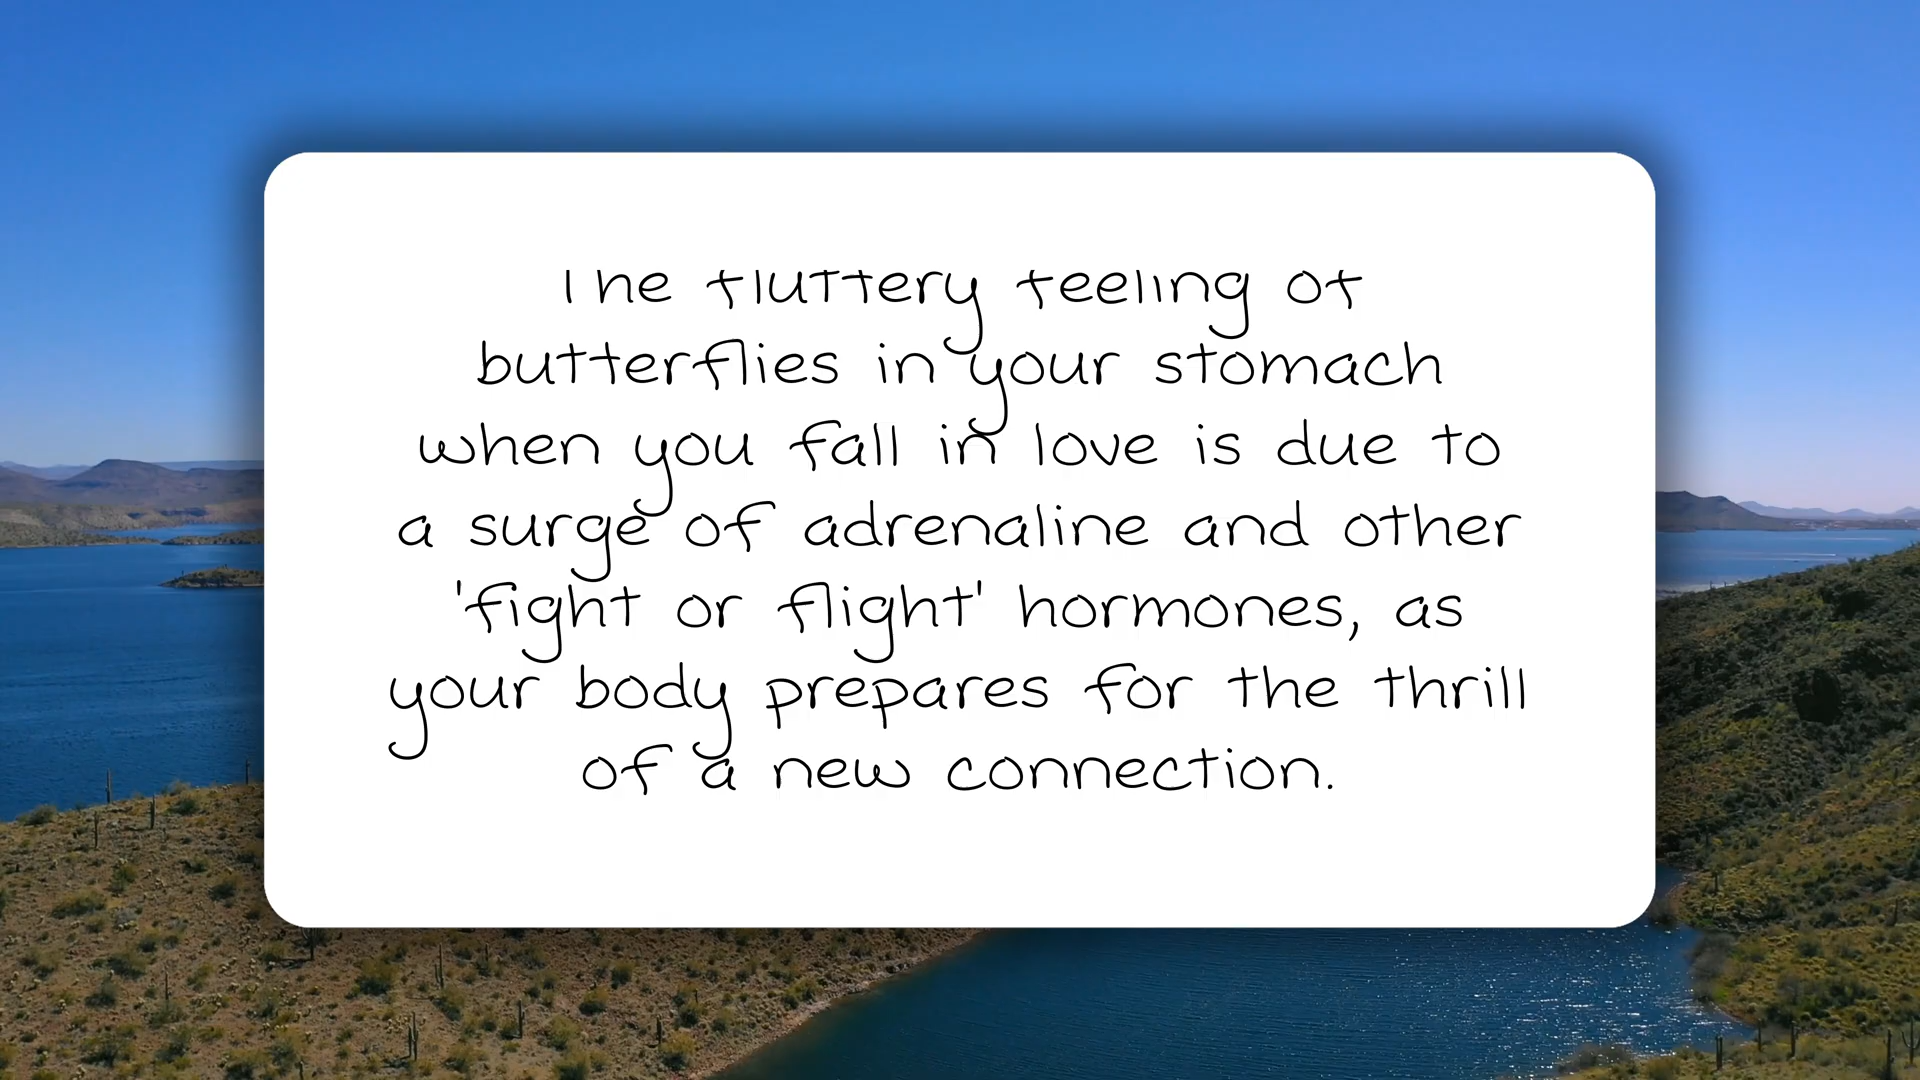 The fluttery feeling of
butterflies in your stomach
when you fall in love is due to
a surge of adrenaline and other
'fight or flight' hormones, as
your body prepares for the thrill
of a new connection.